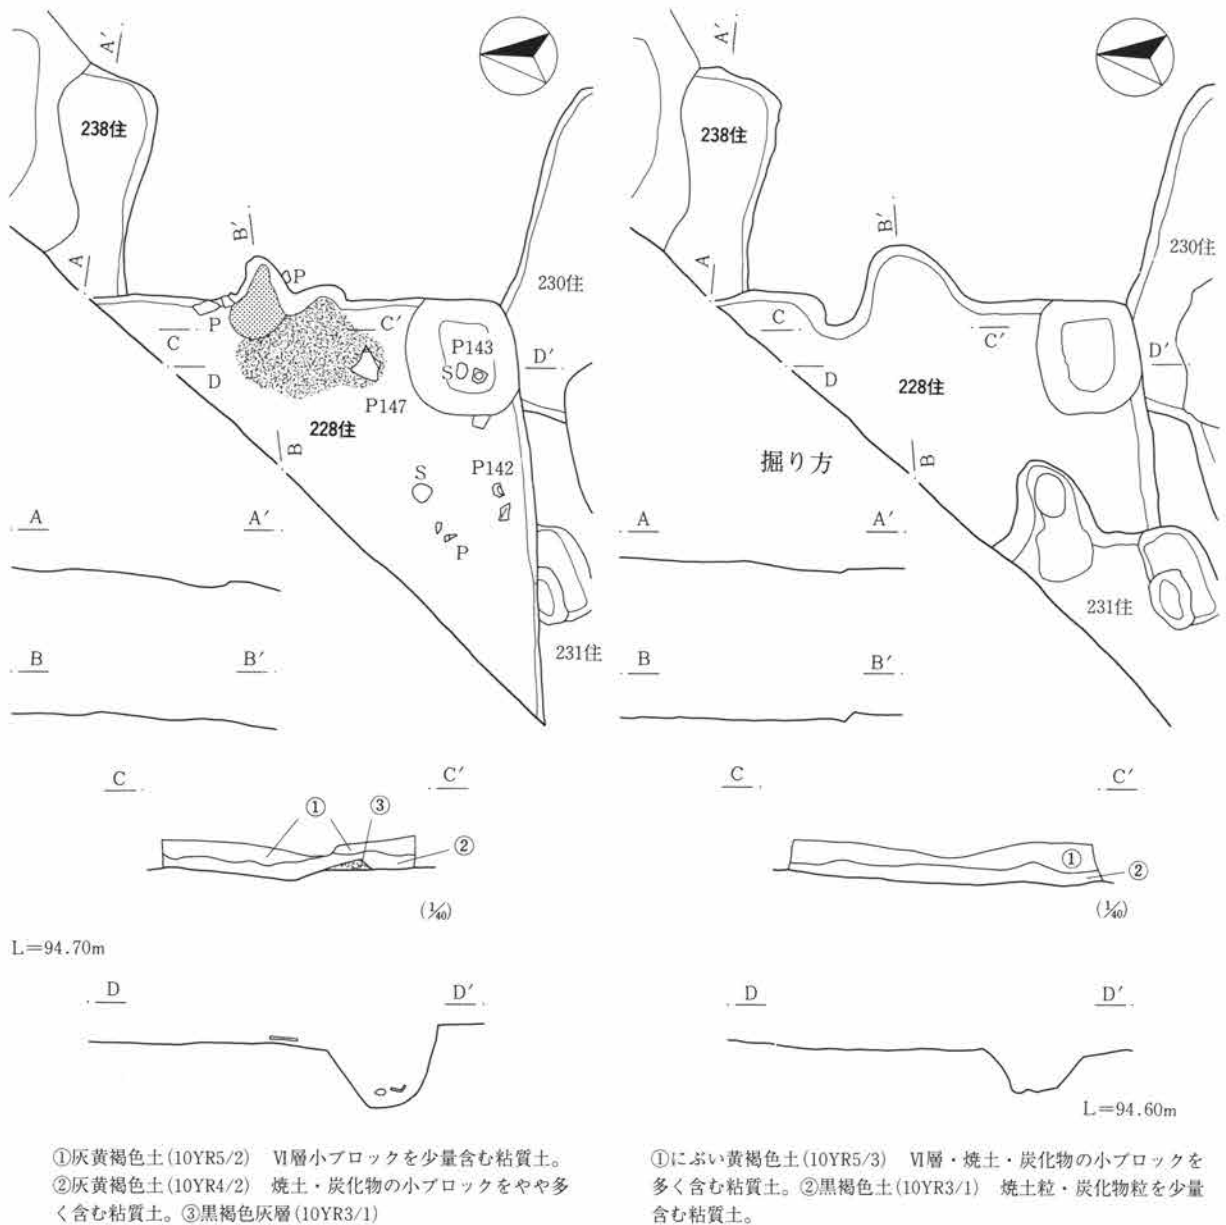 A′
238住
B′
A
P
P
C
C′
D
P143
S
D′
230住
P147
228住
B
S
P142
P
231住
A A′
B B′
C C′
① ③
②
(1/40)
L=94.70m
D D′
①灰黄褐色土(10YR5/2) Ⅵ層小ブロックを少量含む粘質土。
②灰黄褐色土(10YR4/2) 焼土・炭化物の小ブロックをやや多
く含む粘質土。③黒褐色灰層(10YR3/1)
A′
238住
B′
A
230住
C
C′
D
D′
228住
B
掘り方
231住
A A′
B B′
C C′
①
②
(1/40)
D D′
L=94.60m
①にぶい黄褐色土(10YR5/3) Ⅵ層・焼土・炭化物の小ブロックを
多く含む粘質土。②黒褐色土(10YR3/1) 焼土粒・炭化物粒を少量
含む粘質土。